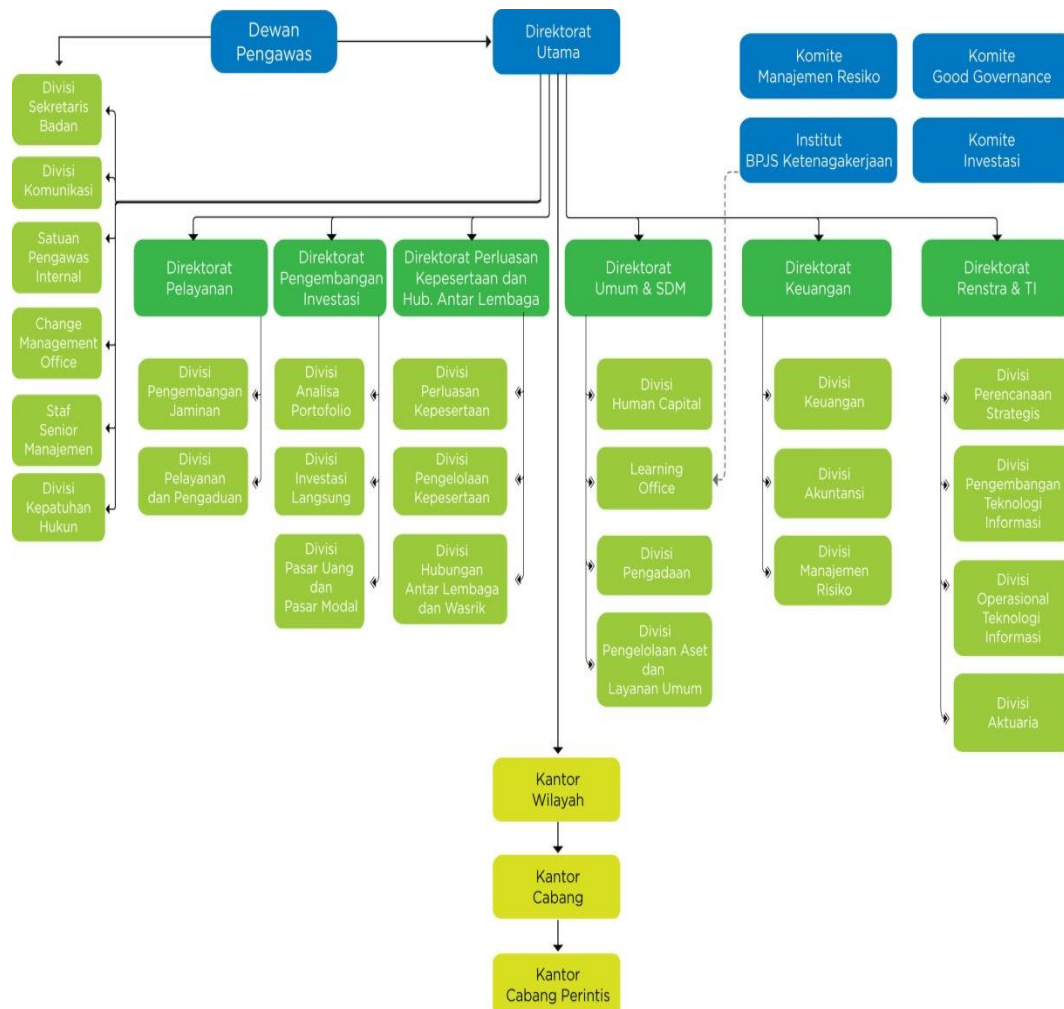 Dewan
Pengawas
Direktorat
Utama
Komite
Manajemen Resiko
Komite
Good Governance
Institut
BPJS Ketenagakerjaan
Komite
Investasi
Divisi
Sekretaris
Badan
Divisi
Komunikasi
Satuan
Pengawas
Internal
Change
Management
Office
Staf
Senior
Manajemen
Divisi
Kepatuhan
Hukun
Direktorat
Pelayanan
Divisi
Pengembangan
Jaminan
Divisi
Pelayanan
dan Pengaduan
Direktorat
Pengembangan
Investasi
Divisi
Analisa
Portofolio
Divisi
Investasi
Langsung
Divisi
Pasar Uang
dan
Pasar Modal
Direktorat Perluasan
Kepesertaan dan
Hub. Antar Lembaga
Divisi
Perluasan
Kepesertaan
Divisi
Pengelolaan
Kepesertaan
Divisi
Hubungan
Antar Lembaga
dan Wasrik
Direktorat
Umum & SDM
Divisi
Human Capital
Learning
Office
Divisi
Pengadaan
Divisi
Pengelolaan Aset
dan
Layanan Umum
Direktorat
Keuangan
Divisi
Keuangan
Divisi
Akuntansi
Divisi
Manajemen
Risiko
Direktorat
Renstra & TI
Divisi
Perencanaan
Strategis
Divisi
Pengembangan
Teknologi
Informasi
Divisi
Operasional
Teknologi
Informasi
Divisi
Aktuaria
Kantor
Wilayah
Kantor
Cabang
Kantor
Cabang Perintis